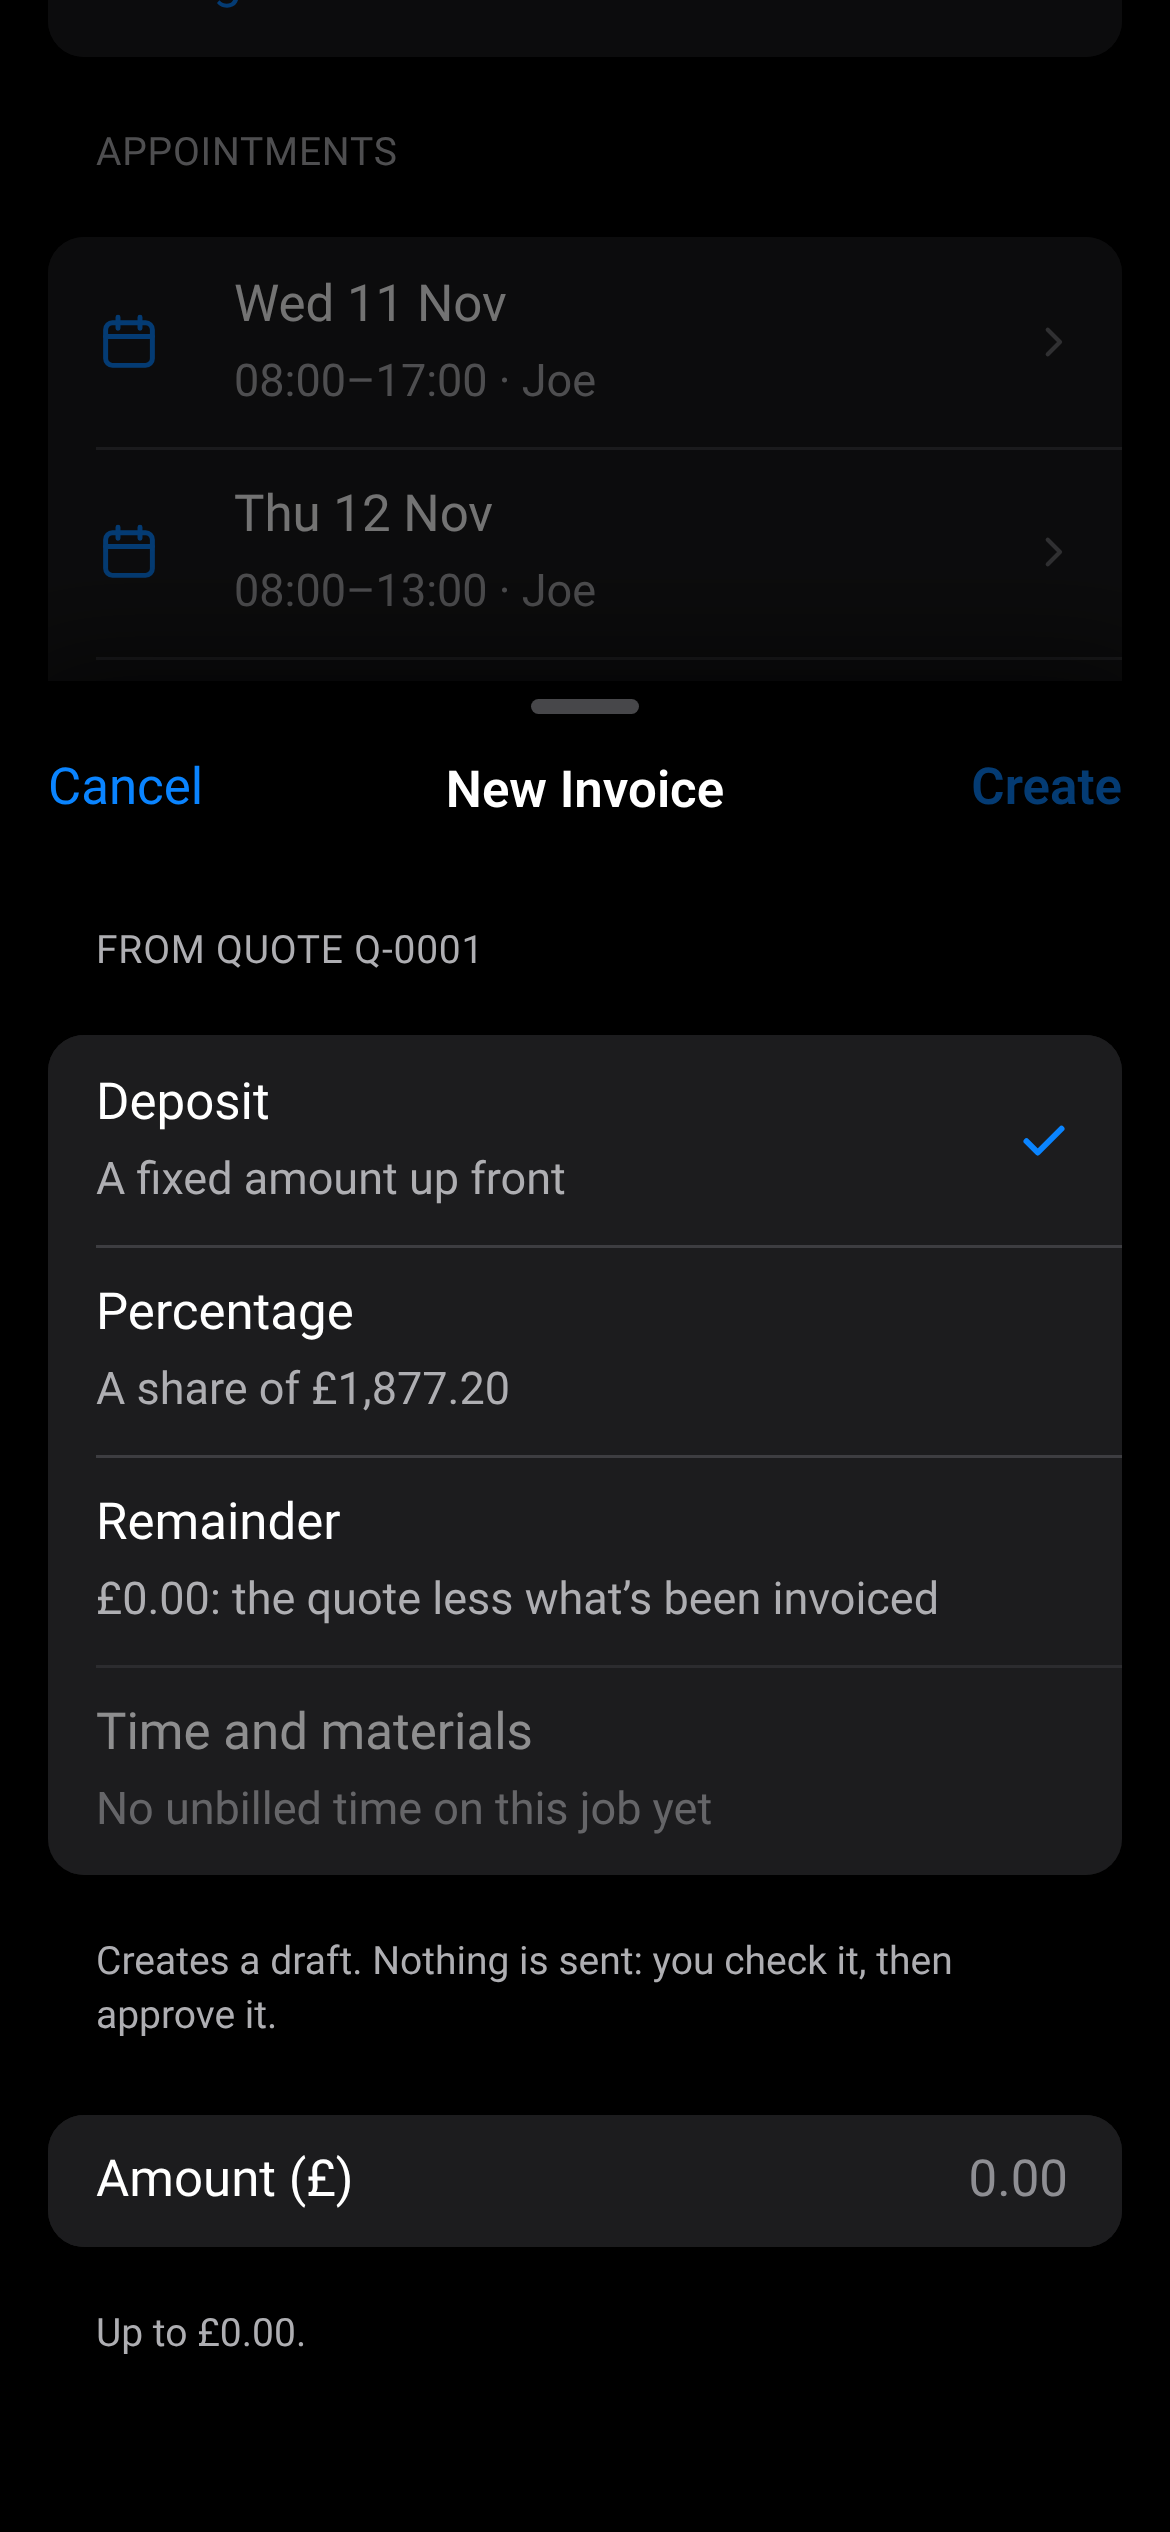 APPOINTMENTS
Wed 11 Nov
08:00–17:00 · Joe
Thu 12 Nov
08:00–13:00 · Joe
Cancel
New Invoice
Create
FROM QUOTE Q-0001
Deposit
A fixed amount up front
Percentage
A share of £1,877.20
Remainder
£0.00: the quote less what’s been invoiced
Time and materials
No unbilled time on this job yet
Creates a draft. Nothing is sent: you check it, then
approve it.
Amount (£)
0.00
Up to £0.00.